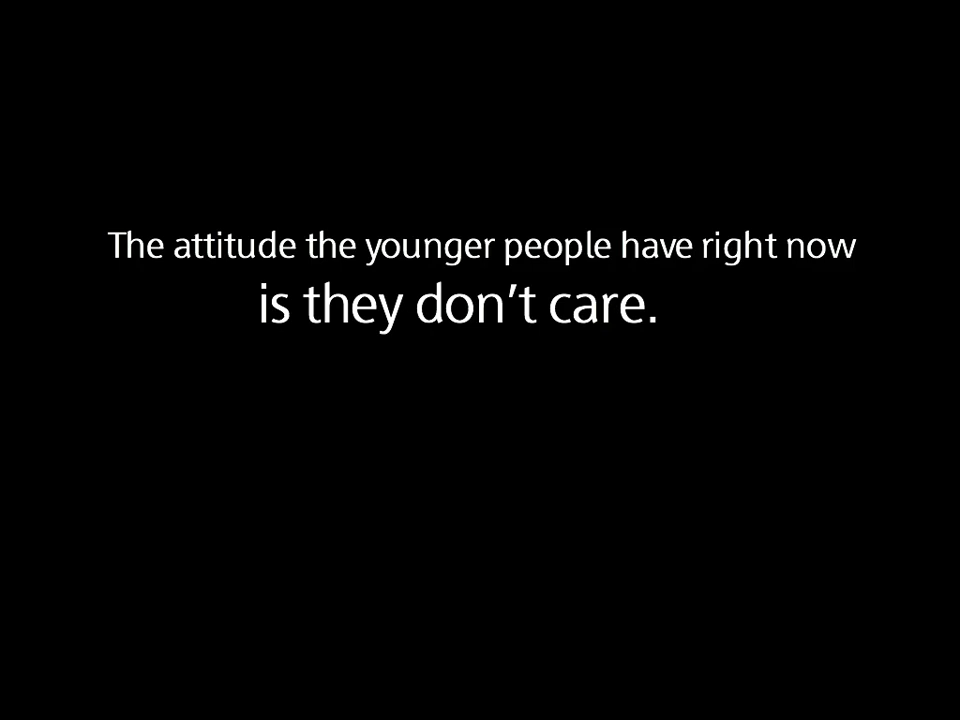 The attitude the younger people have right now
is they don't care.